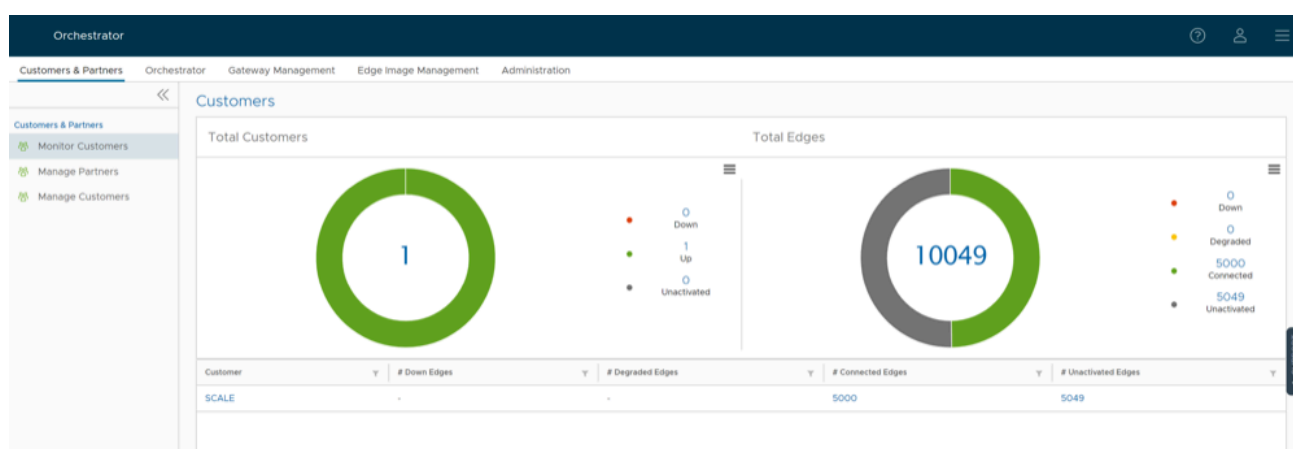 Orchestrator
Customers & Partners Orchestrator Gateway Management Edge Image Management Administration
Customers & Partners
Monitor Customers
Manage Partners
Manage Customers
Customers
Total Customers
1
0
Down
1
Up
0
Unactivated
Total Edges
10049
0
Down
0
Degraded
5000
Connected
5049
Unactivated
Customer # Down Edges # Degraded Edges # Connected Edges # Unactivated Edges
SCALE - - 5000 5049